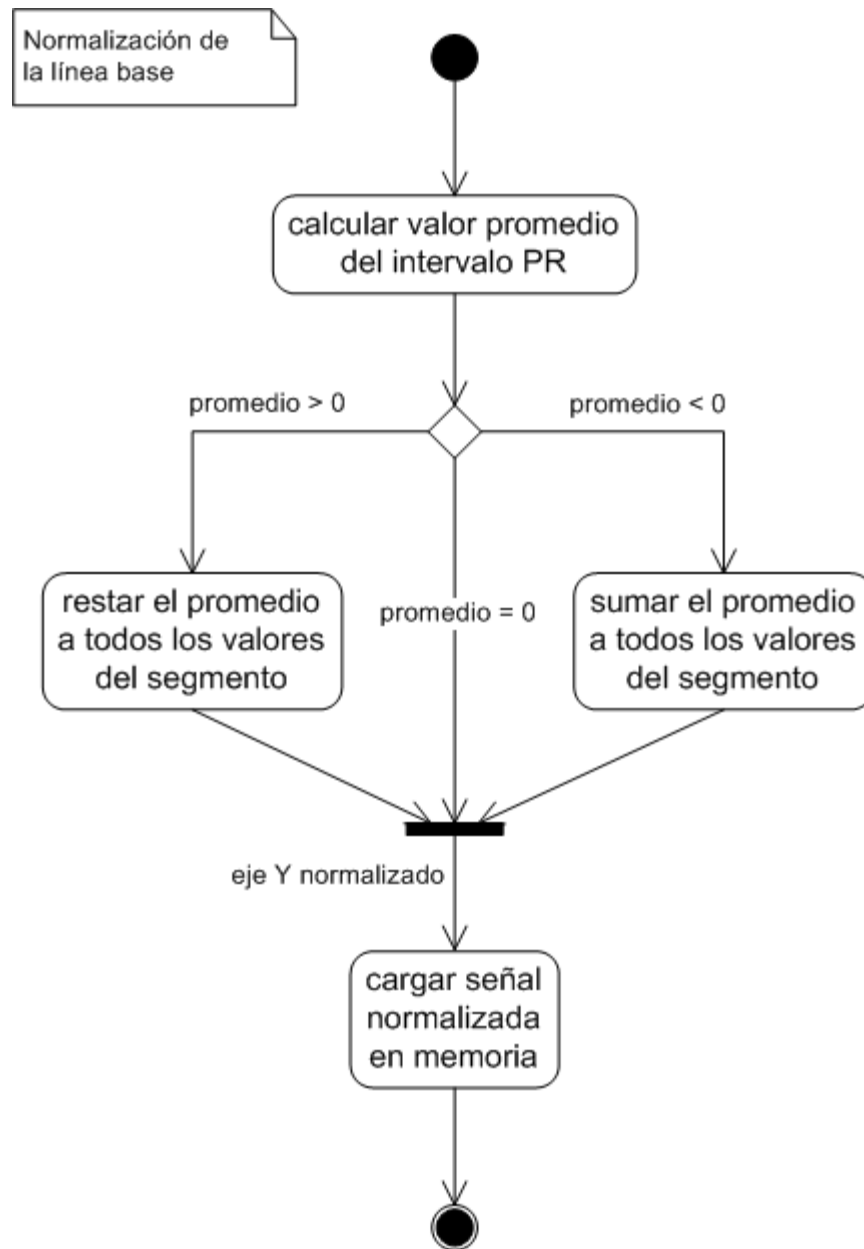 Normalización de
la línea base
calcular valor promedio
del intervalo PR
promedio > 0
promedio < 0
restar el promedio
a todos los valores
del segmento
promedio = 0
sumar el promedio
a todos los valores
del segmento
eje Y normalizado
cargar señal
normalizada
en memoria